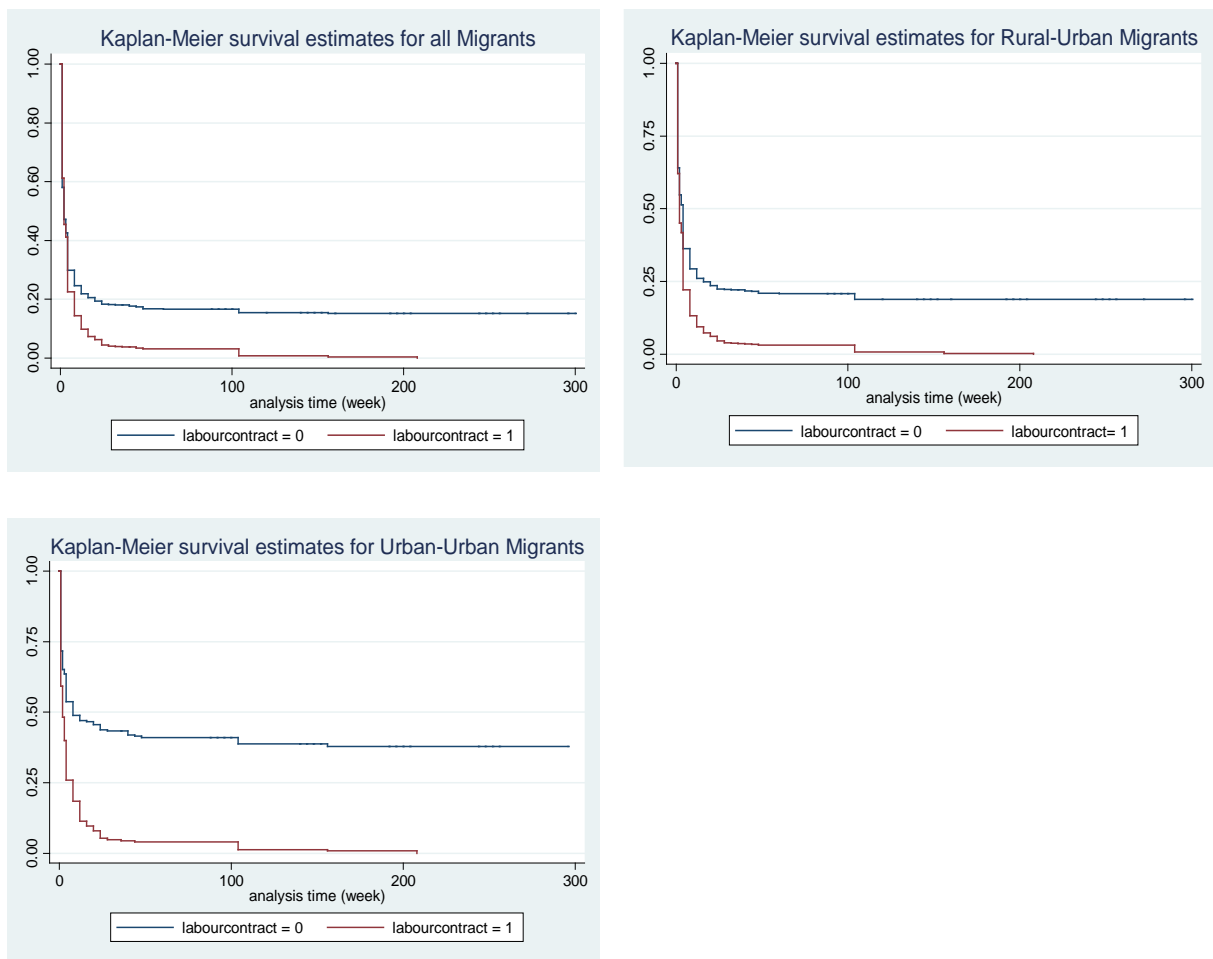 Kaplan-Meier survival estimates for all Migrants
1.00
0.80
0.60
0.40
0.20
0.00
0 100 200 300
analysis time (week)
labourcontract = 0 labourcontract = 1
Kaplan-Meier survival estimates for Rural-Urban Migrants
1.00
0.75
0.50
0.25
0.00
0 100 200 300
analysis time (week)
labourcontract = 0 labourcontract= 1
Kaplan-Meier survival estimates for Urban-Urban Migrants
1.00
0.75
0.50
0.25
0.00
0 100 200 300
analysis time (week)
labourcontract = 0 labourcontract = 1